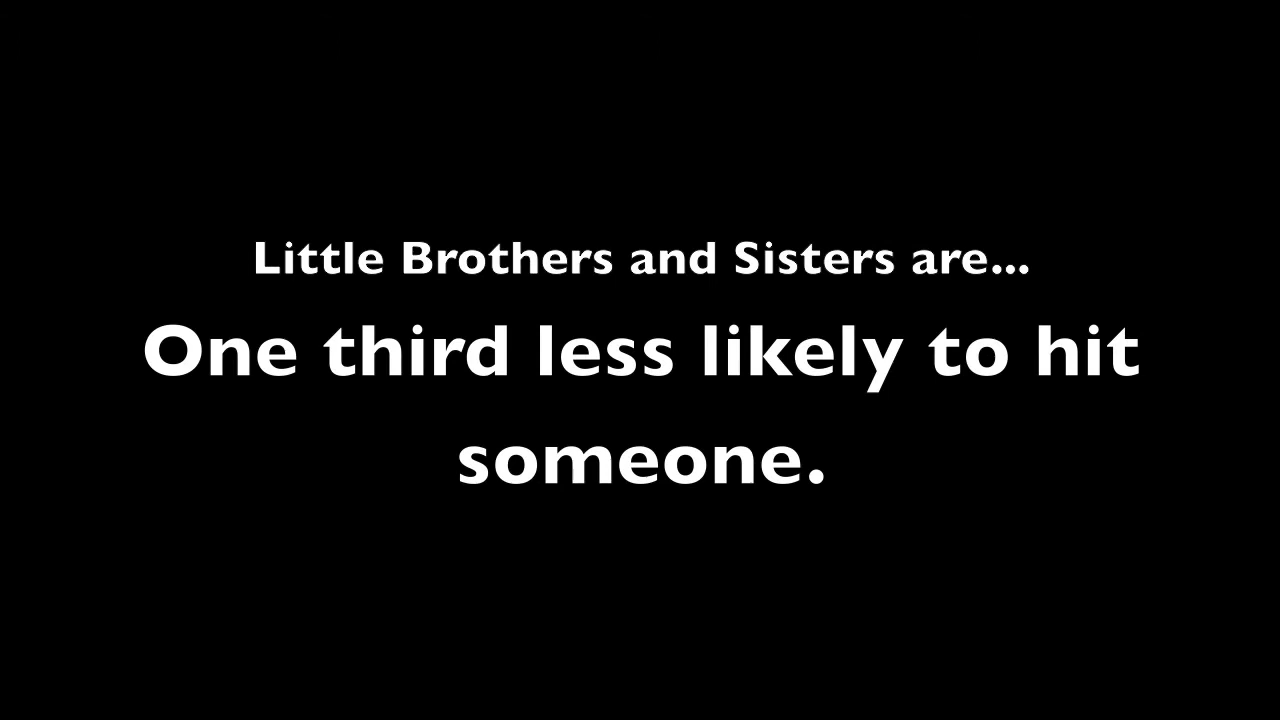 Little Brothers and Sisters are...
One third less likely to hit
someone.